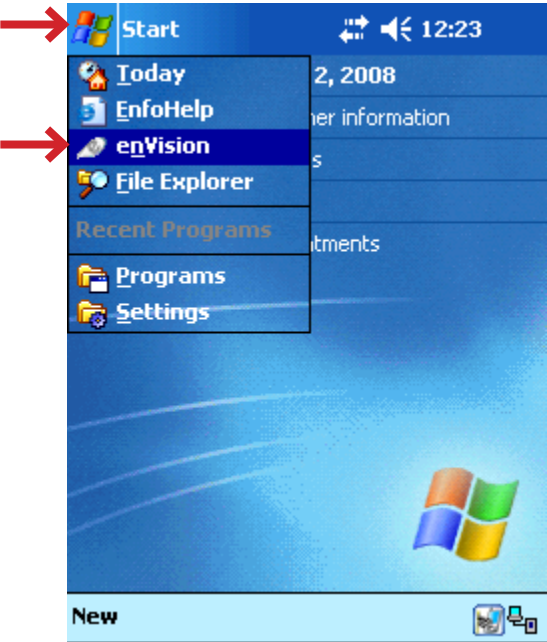 Start 12:23
Today
2, 2008
EnfoHelp
her information
enVision
s
File Explorer
Recent Programs
tments
Programs
Settings
New